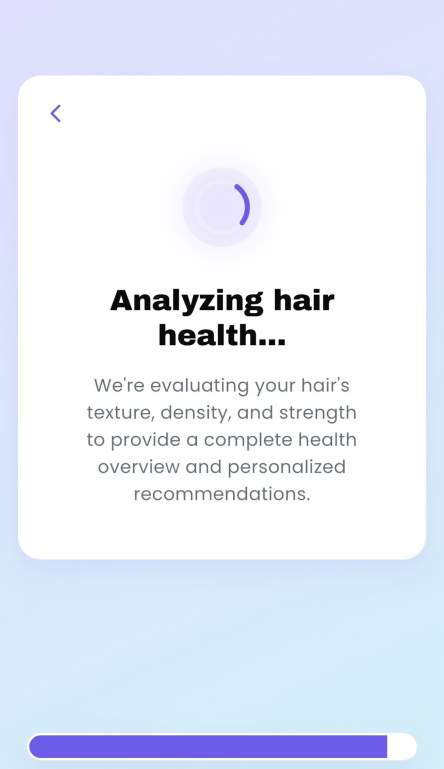 Analyzing hair
health...
We're evaluating your hair's
texture, density, and strength
to provide a complete health
overview and personalized
recommendations.